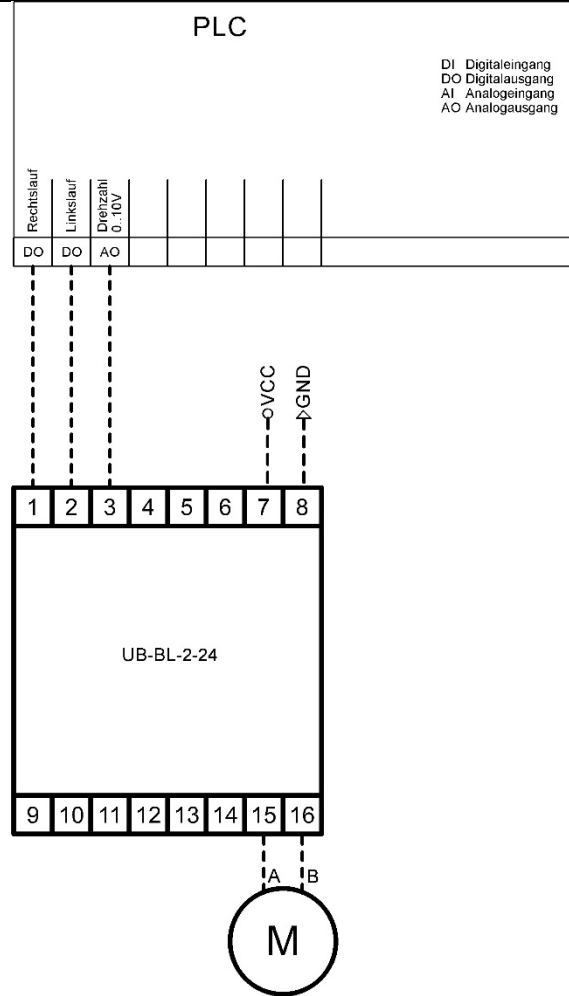 PLC
DI Digitaleingang
DO Digitalausgang
AI Analogeingang
AO Analogausgang
Rechtslauf
Linkslauf
Drehzahl
0..10V
DO DO AO
VCC
GND
1 2 3 4 5 6 7 8
UB-BL-2-24
9 10 11 12 13 14 15 16
A B
M